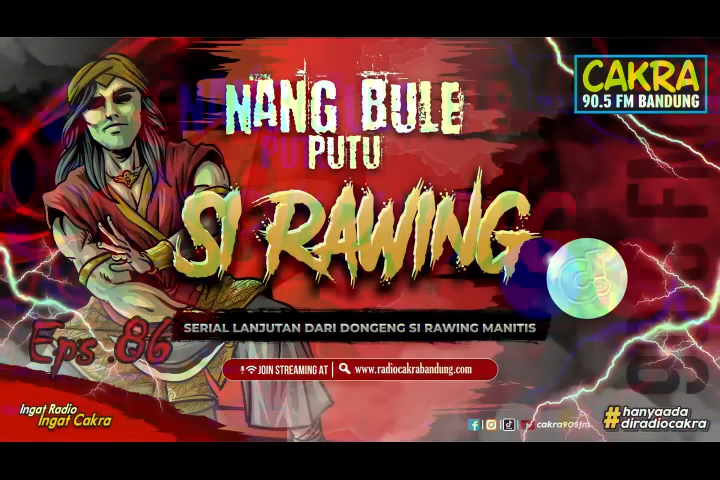 CAKRA
90.5 FM BANDUNG
NANG BULE
PUTU
SI RAWING
SERIAL LANJUTAN DARI DONGENG SI RAWING MANITIS
Eps .86
JOIN STREAMING AT | www.radiocakrabandung.com
Ingat Radio
Ingat Cakra
cakra905fm
#hanyaada
diradiocakra